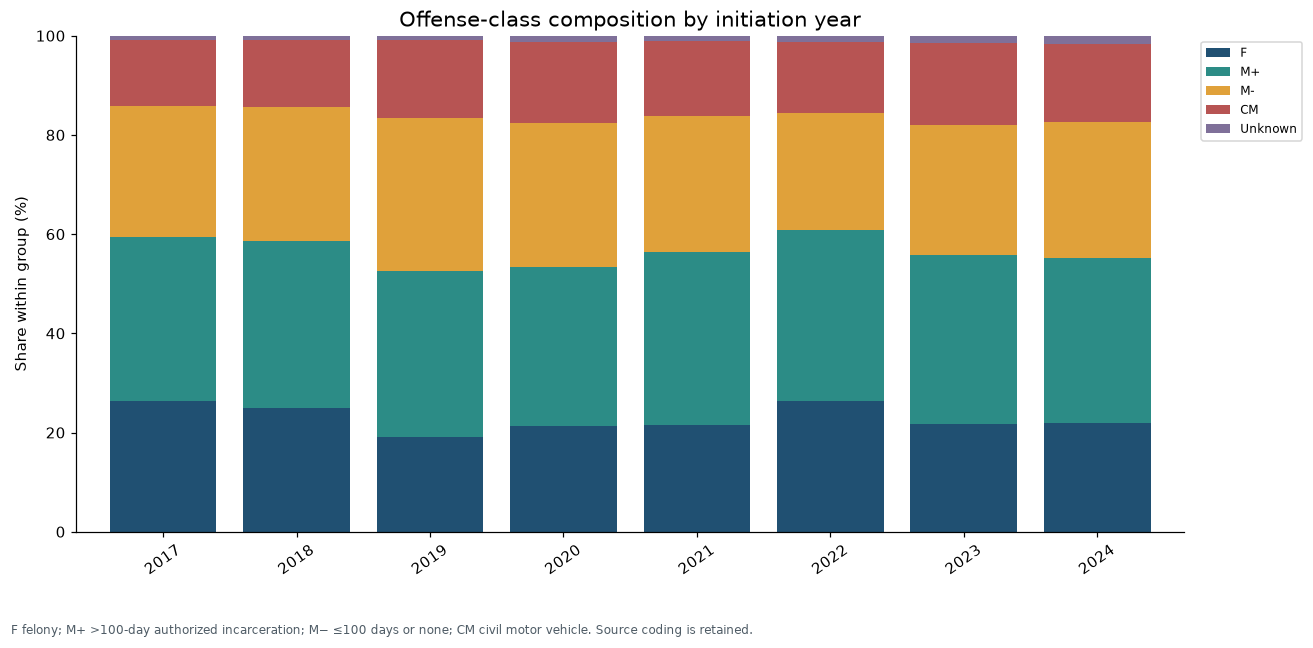 Offense-class composition by initiation year
Share within group (%)
100
80
60
40
20
0
2017
2018
2019
2020
2021
2022
2023
2024
F
M+
M-
CM
Unknown
F felony; M+ >100-day authorized incarceration; M− ≤100 days or none; CM civil motor vehicle. Source coding is retained.